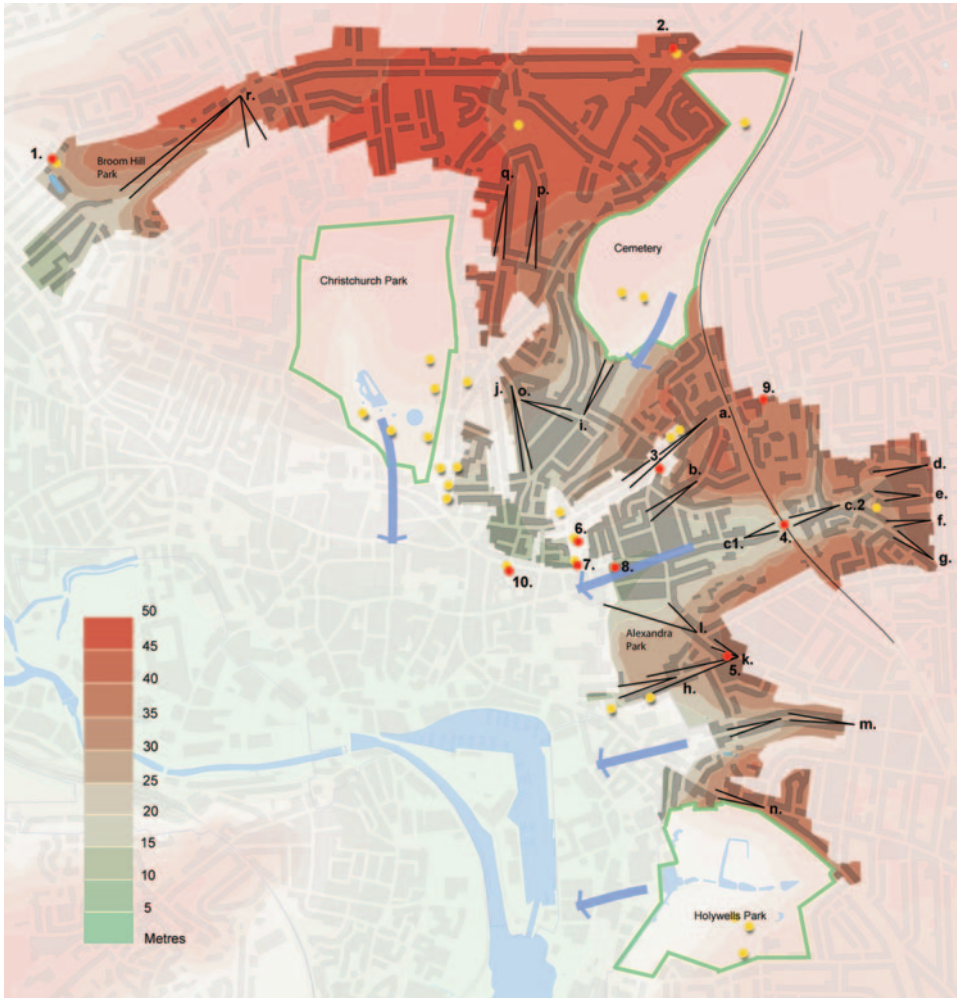 2.
r.
1.
Broom Hill
Park
q.
p.
Cemetery
Christchurch Park
j.
o.
i.
9.
a.
3.
b.
d.
e.
c.2
f.
c1.
4.
g.
6.
7.
8.
10.
50
45
40
35
30
25
20
15
10
5
Metres
Alexandra
Park
l.
k.
5.
h.
m.
n.
Holywells Park